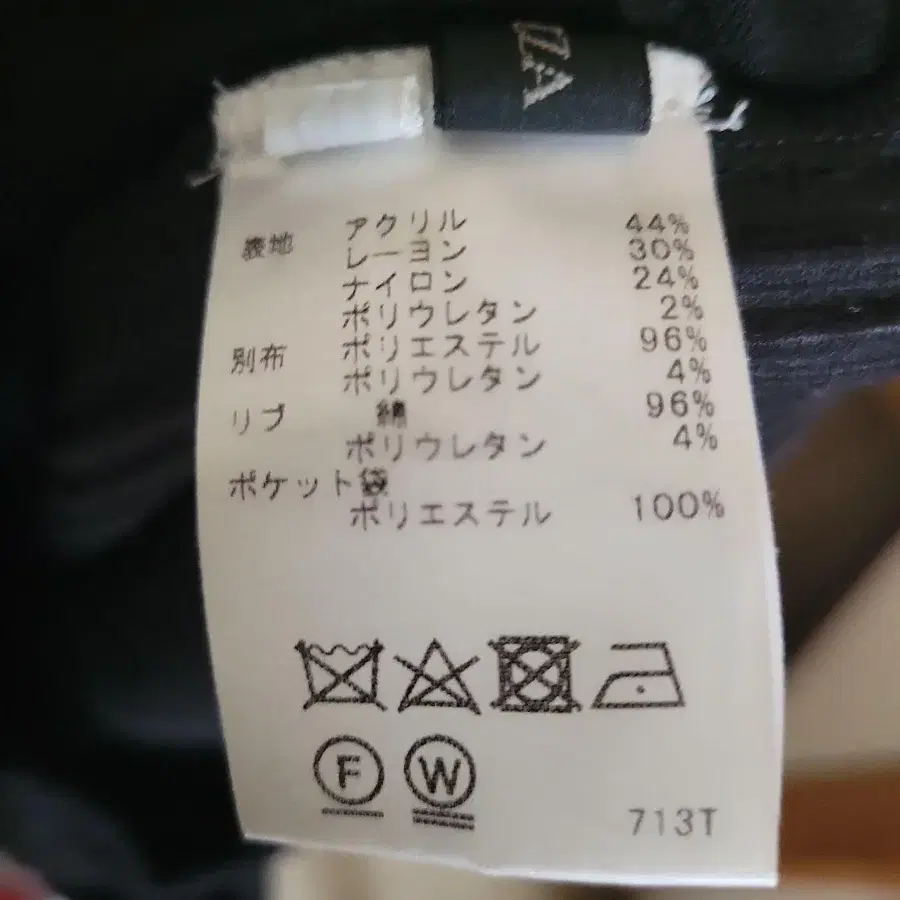 IZA
表地 アクリル 44%
レーヨン 30%
ナイロン 24%
ポリウレタン 2%
別布 ポリエステル 96%
ポリウレタン 4%
リブ 綿 96%
ポリウレタン 4%
ポケット袋
ポリエステル 100%
F W
713T